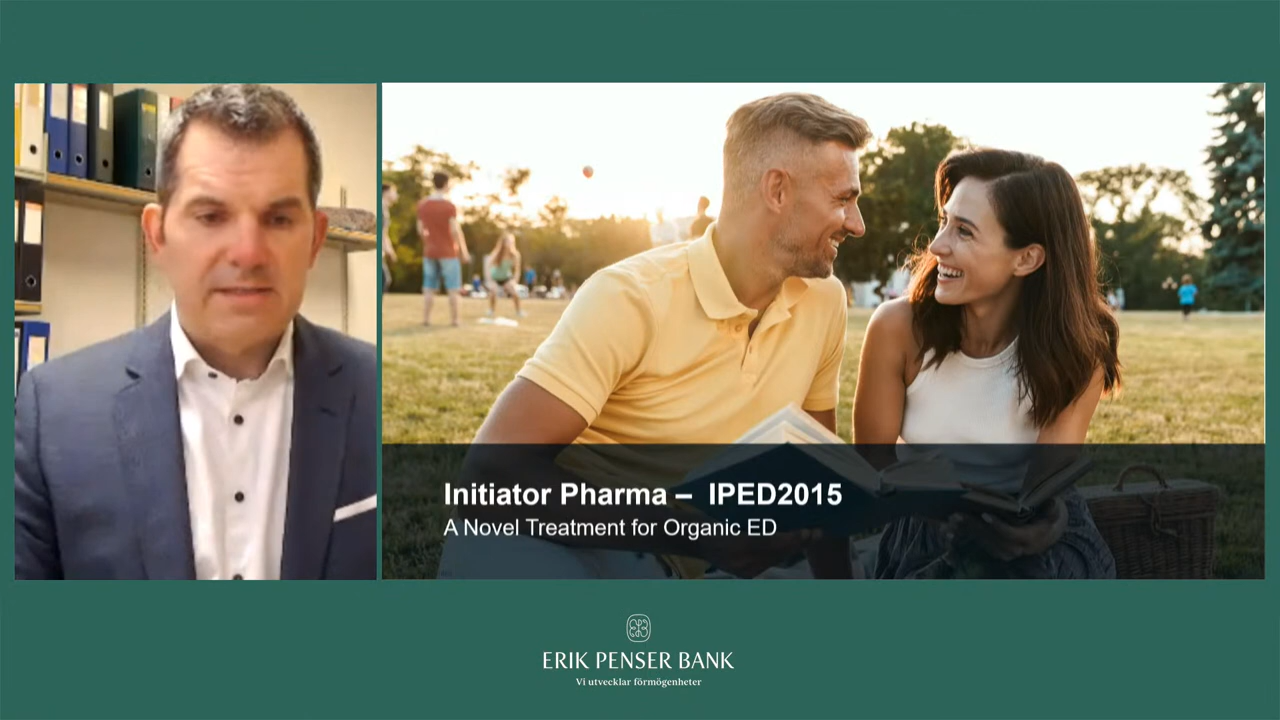 Initiator Pharma – IPED2015
A Novel Treatment for Organic ED
ERIK PENSER BANK
Vi utvecklar förmögenheter